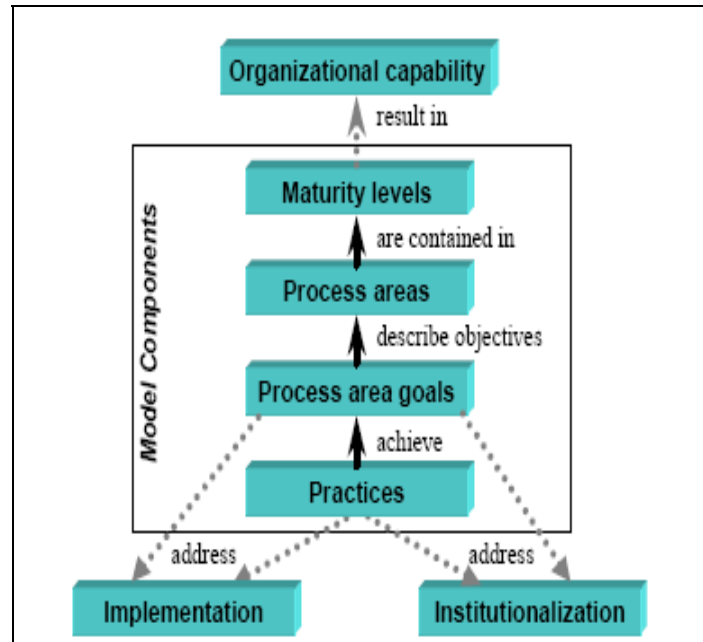 Organizational capability
result in
Maturity levels
are contained in
Process areas
describe objectives
Process area goals
achieve
Practices
Model Components
address
address
Implementation
Institutionalization